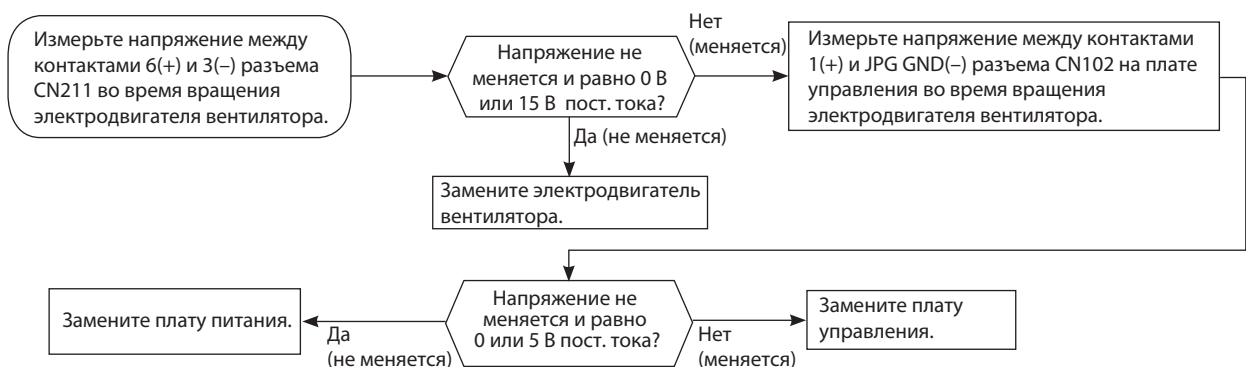 Измерьте напряжение между
контактами 6(+) и 3(–) разъема
CN211 во время вращения
электродвигателя вентилятора.
Напряжение не
меняется и равно 0 В
или 15 В пост. тока?
Нет
(меняется)
Измерьте напряжение между контактами
1(+) и JPG GND(–) разъема CN102 на плате
управления во время вращения
электродвигателя вентилятора.
Да (не меняется)
Замените электродвигатель
вентилятора.
Напряжение не
меняется и равно
0 или 5 В пост. тока?
Да
(не меняется)
Замените плату питания.
Нет
(меняется)
Замените плату
управления.